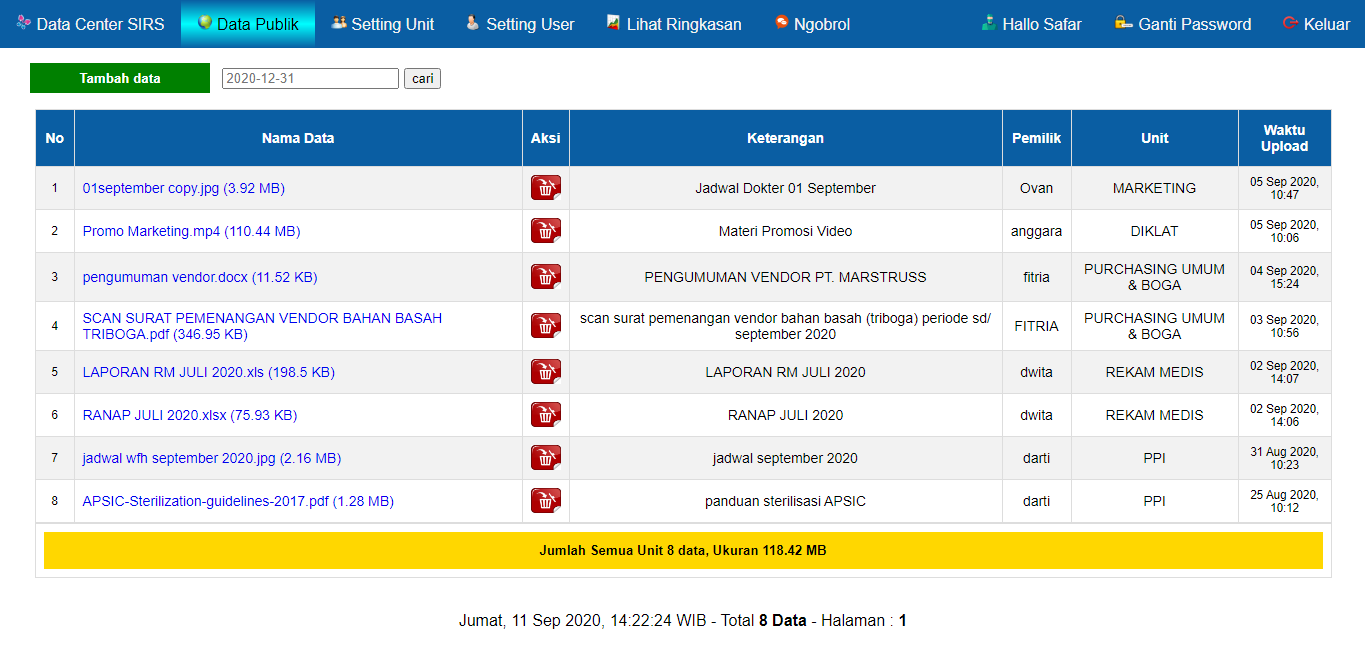 Data Center SIRS Data Publik Setting Unit Setting User Lihat Ringkasan Ngobrol Hallo Safar Ganti Password Keluar
Tambah data 2020-12-31 cari
No Nama Data Aksi Keterangan Pemilik Unit Waktu Upload
1 01september copy.jpg (3.92 MB) Jadwal Dokter 01 September Ovan MARKETING 05 Sep 2020, 10:47
2 Promo Marketing.mp4 (110.44 MB) Materi Promosi Video anggara DIKLAT 05 Sep 2020, 10:06
3 pengumuman vendor.docx (11.52 KB) PENGUMUMAN VENDOR PT. MARSTRUSS fitria PURCHASING UMUM & BOGA 04 Sep 2020, 15:24
4 SCAN SURAT PEMENANGAN VENDOR BAHAN BASAH TRIBOGA.pdf (346.95 KB) scan surat pemenangan vendor bahan basah (triboga) periode sd/ september 2020 FITRIA PURCHASING UMUM & BOGA 03 Sep 2020, 10:56
5 LAPORAN RM JULI 2020.xls (198.5 KB) LAPORAN RM JULI 2020 dwita REKAM MEDIS 02 Sep 2020, 14:07
6 RANAP JULI 2020.xlsx (75.93 KB) RANAP JULI 2020 dwita REKAM MEDIS 02 Sep 2020, 14:06
7 jadwal wfh september 2020.jpg (2.16 MB) jadwal september 2020 darti PPI 31 Aug 2020, 10:23
8 APSIC-Sterilization-guidelines-2017.pdf (1.28 MB) panduan sterilisasi APSIC darti PPI 25 Aug 2020, 10:12
Jumlah Semua Unit 8 data, Ukuran 118.42 MB
Jumat, 11 Sep 2020, 14:22:24 WIB - Total 8 Data - Halaman : 1